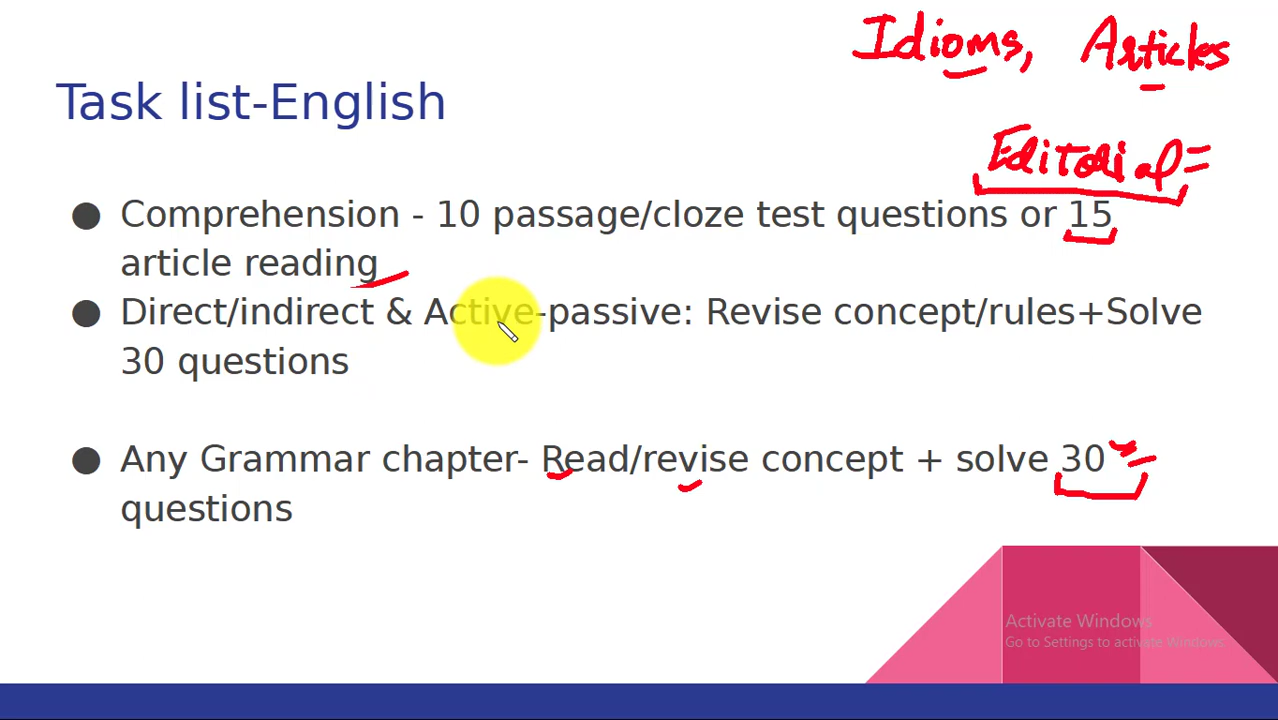 Idioms, Articles
Task list-English
Editorial=
● Comprehension - 10 passage/cloze test questions or 15
article reading
● Direct/indirect & Active-passive: Revise concept/rules+Solve
30 questions
● Any Grammar chapter- Read/revise concept + solve 30
questions
Activate Windows
Go to Settings to activate Windows.